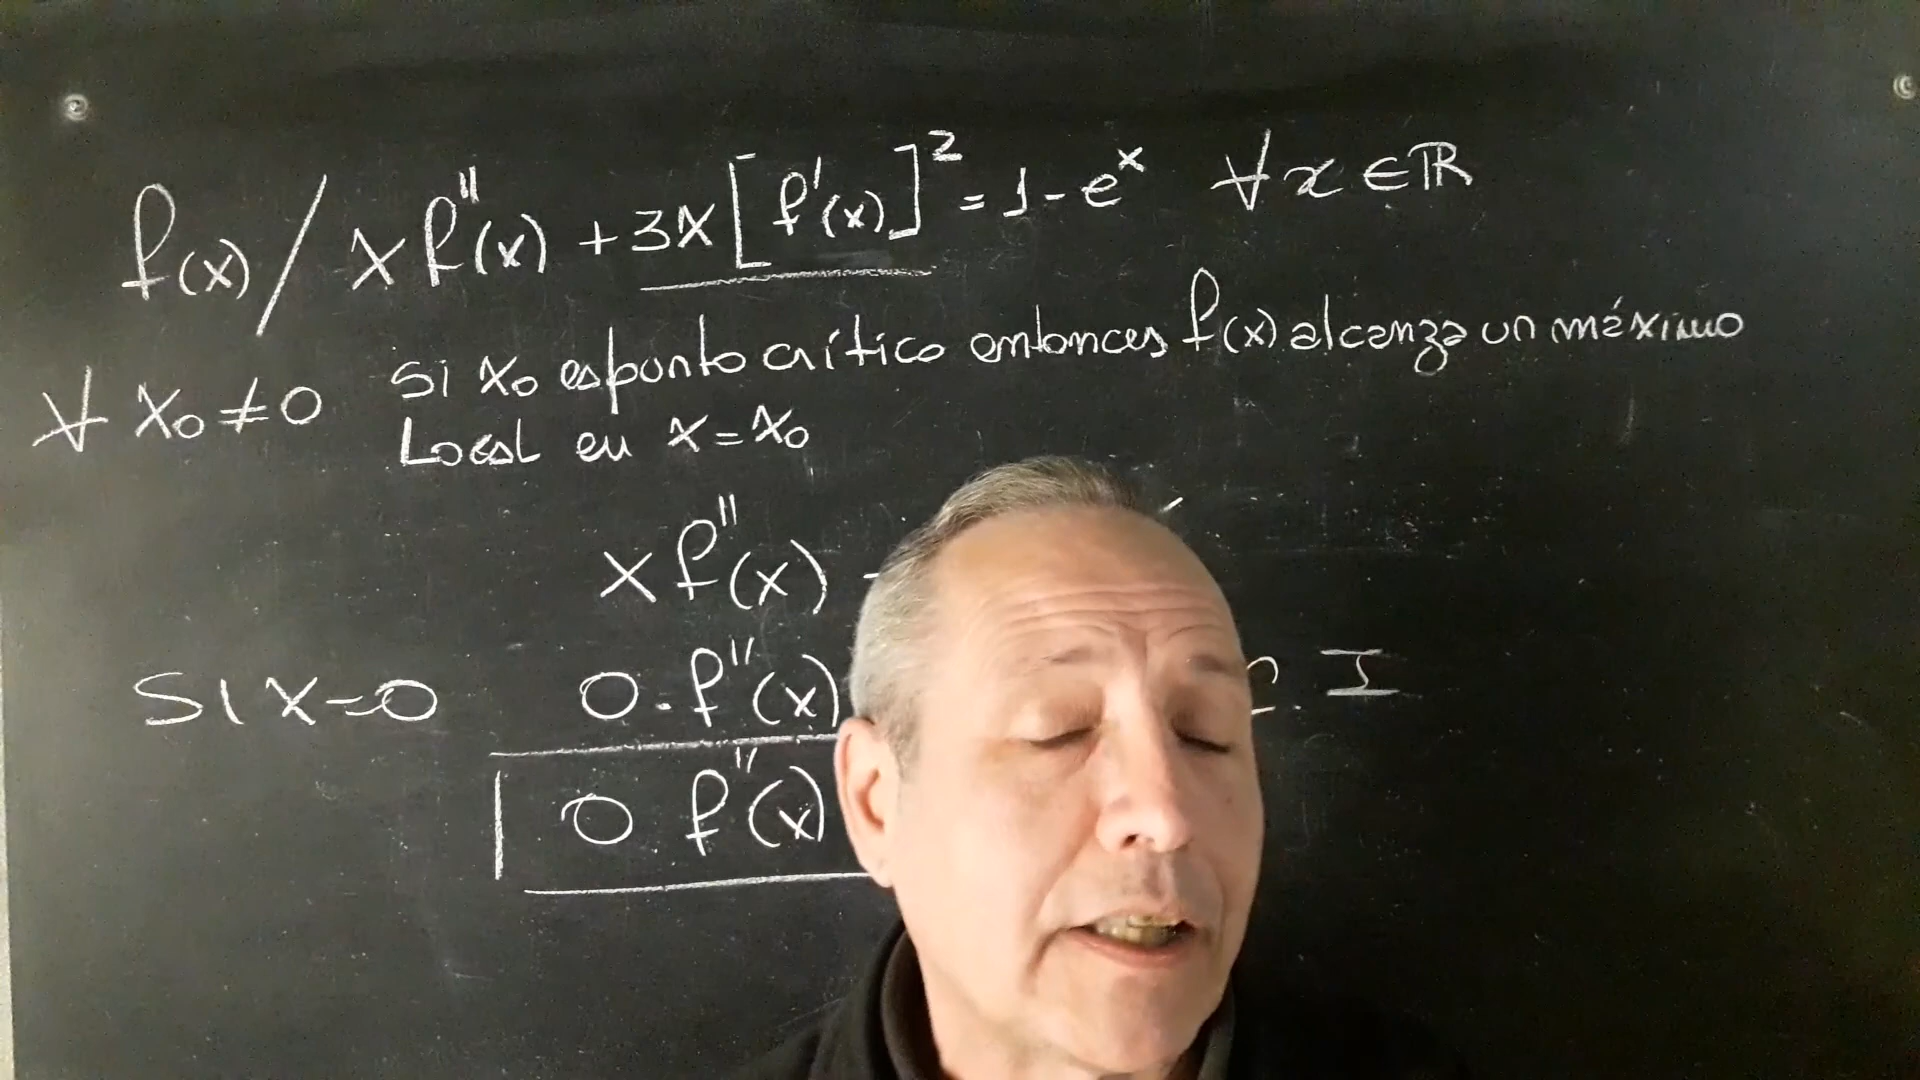 f(x) / x f''(x) + 3x [f'(x)]² = 1 - eˣ ∀ x ∈ ℝ
∀ x₀ ≠ 0 Si x₀ es punto crítico entonces f(x) alcanza un máximo
Local en x = x₀
x f''(x)
SI x = 0 0 · f''(x) I
0 f''(x)